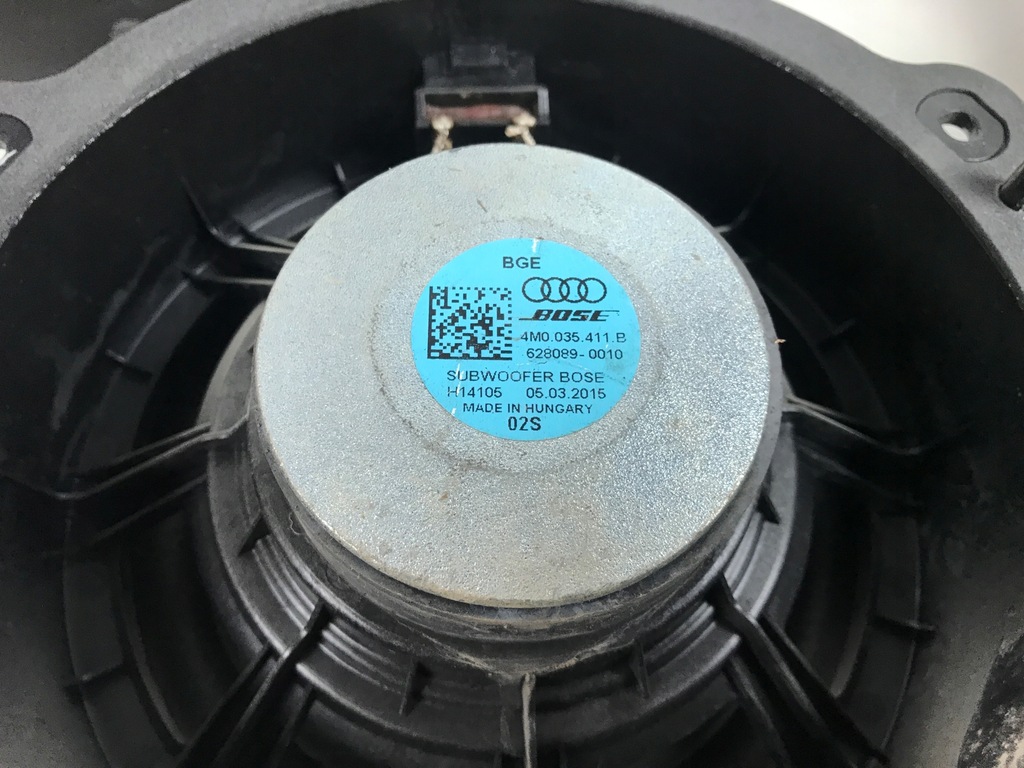 BGE
BOSE
4M0.035.411.B
628089-0010
SUBWOOFER BOSE
H14105 05.03.2015
MADE IN HUNGARY
02S